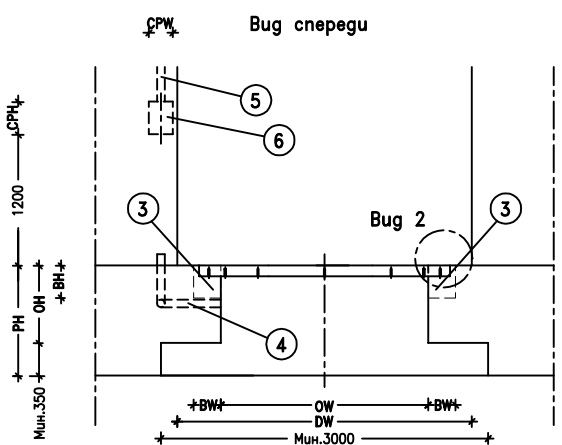 CPW
Вид спереди
5
CPH
6
1200
3
Вид 2
3
BH
OH
PH
4
Мин.350
BW
OW
BW
DW
Мин.3000